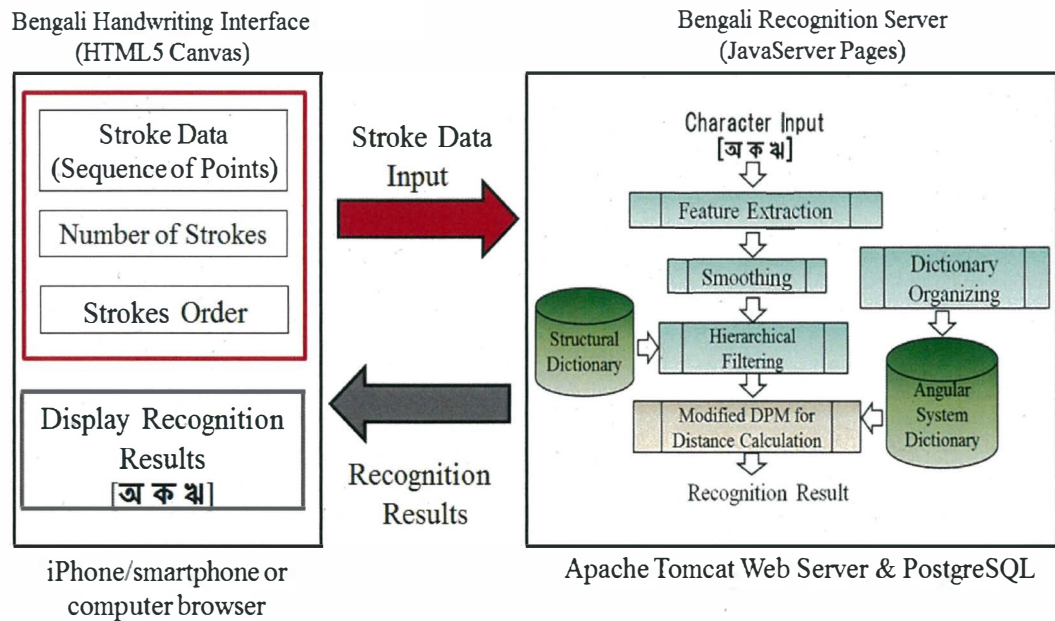 Bengali Handwriting Interface
(HTML5 Canvas)
Stroke Data
(Sequence of Points)
Number of Strokes
Strokes Order
Display Recognition
Results
[অ ক ঋ]
iPhone/smartphone or
computer browser
Stroke Data
Input
Recognition
Results
Bengali Recognition Server
(JavaServer Pages)
Character Input
[অ ক ঋ]
Feature Extraction
Smoothing
Dictionary
Organizing
Structural
Dictionary
Hierarchical
Filtering
Angular
System
Dictionary
Modified DPM for
Distance Calculation
Recognition Result
Apache Tomcat Web Server & PostgreSQL